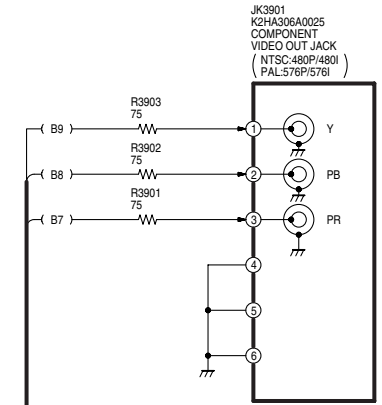 JK3901
K2HA306A0025
COMPONENT
VIDEO OUT JACK
( NTSC:480P/480I
PAL:576P/576I )
R3903
75
B9
1
Y
R3902
75
B8
2
PB
R3901
75
B7
3
PR
4
5
6